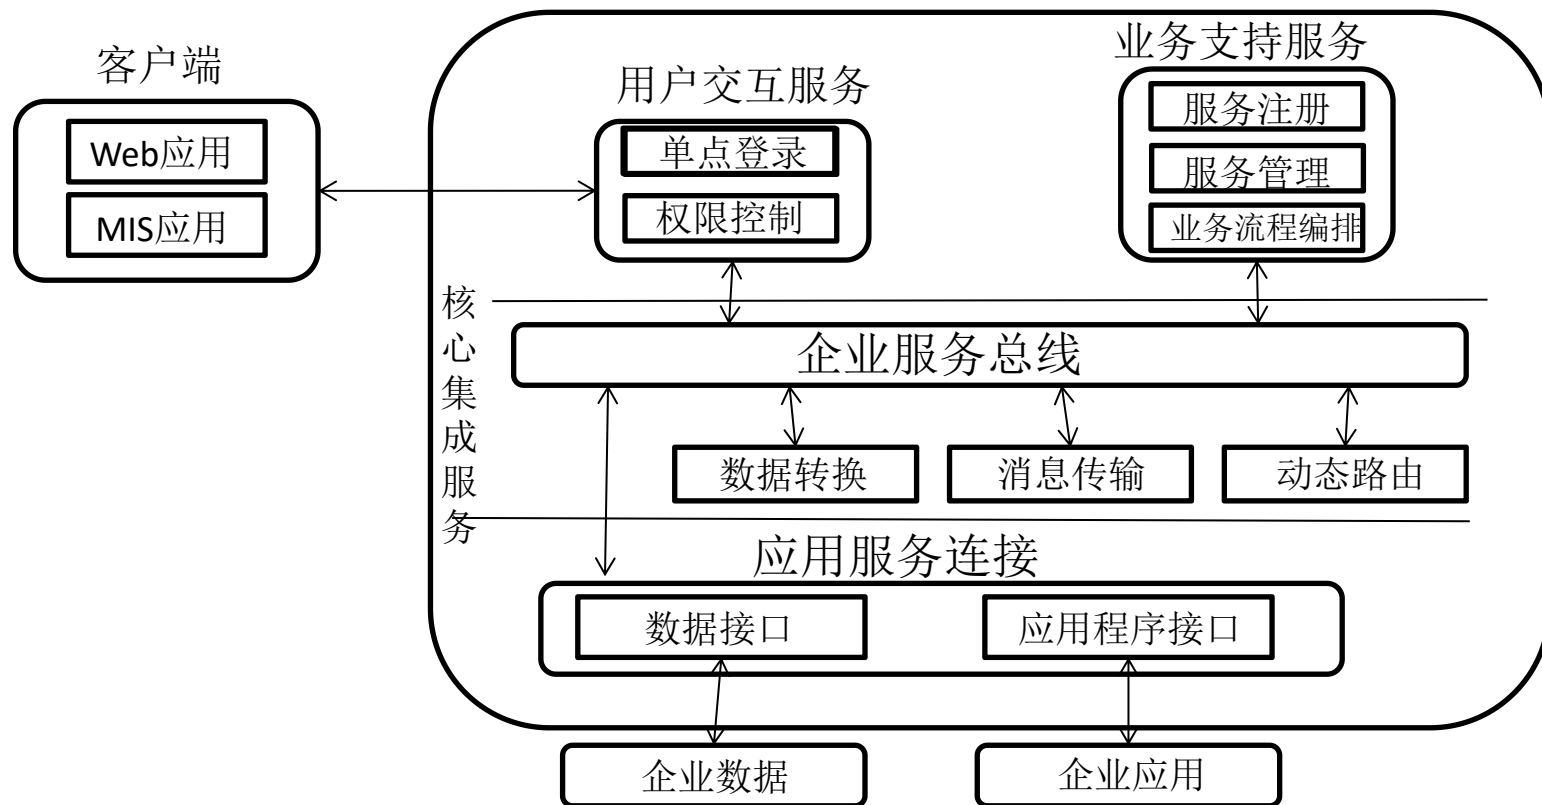 客户端
Web应用
MIS应用
用户交互服务
单点登录
权限控制
业务支持服务
服务注册
服务管理
业务流程编排
核心集成服务
企业服务总线
数据转换
消息传输
动态路由
应用服务连接
数据接口
应用程序接口
企业数据
企业应用